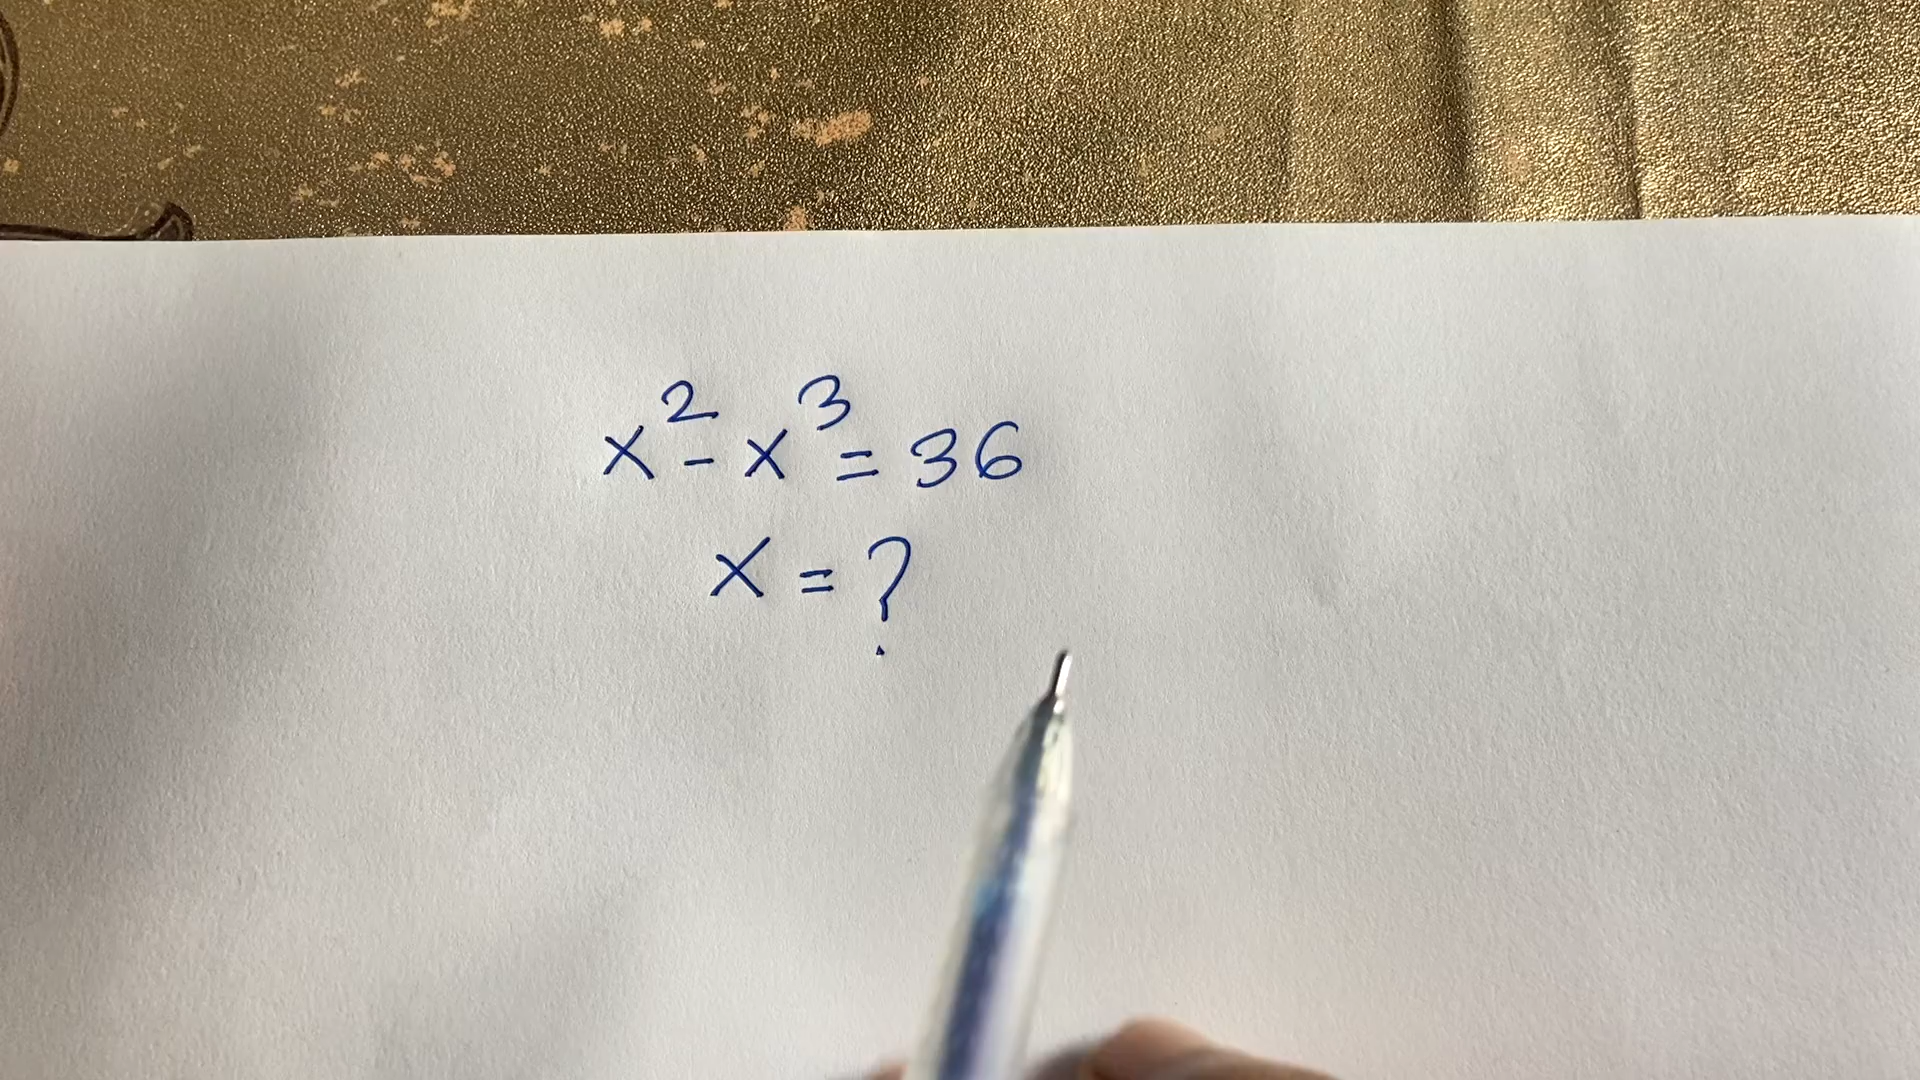 x² - x³ = 36
x = ?